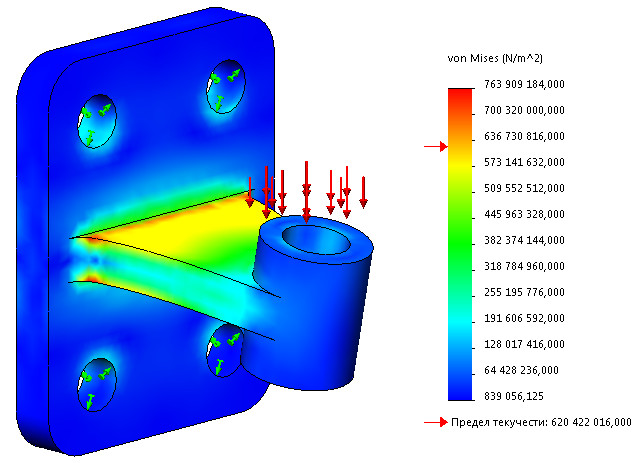 von Mises (N/m^2)
763 909 184,000
700 320 000,000
636 730 816,000
573 141 632,000
509 552 512,000
445 963 328,000
382 374 144,000
318 784 960,000
255 195 776,000
191 606 592,000
128 017 416,000
64 428 236,000
839 056,125
Предел текучести: 620 422 016,000